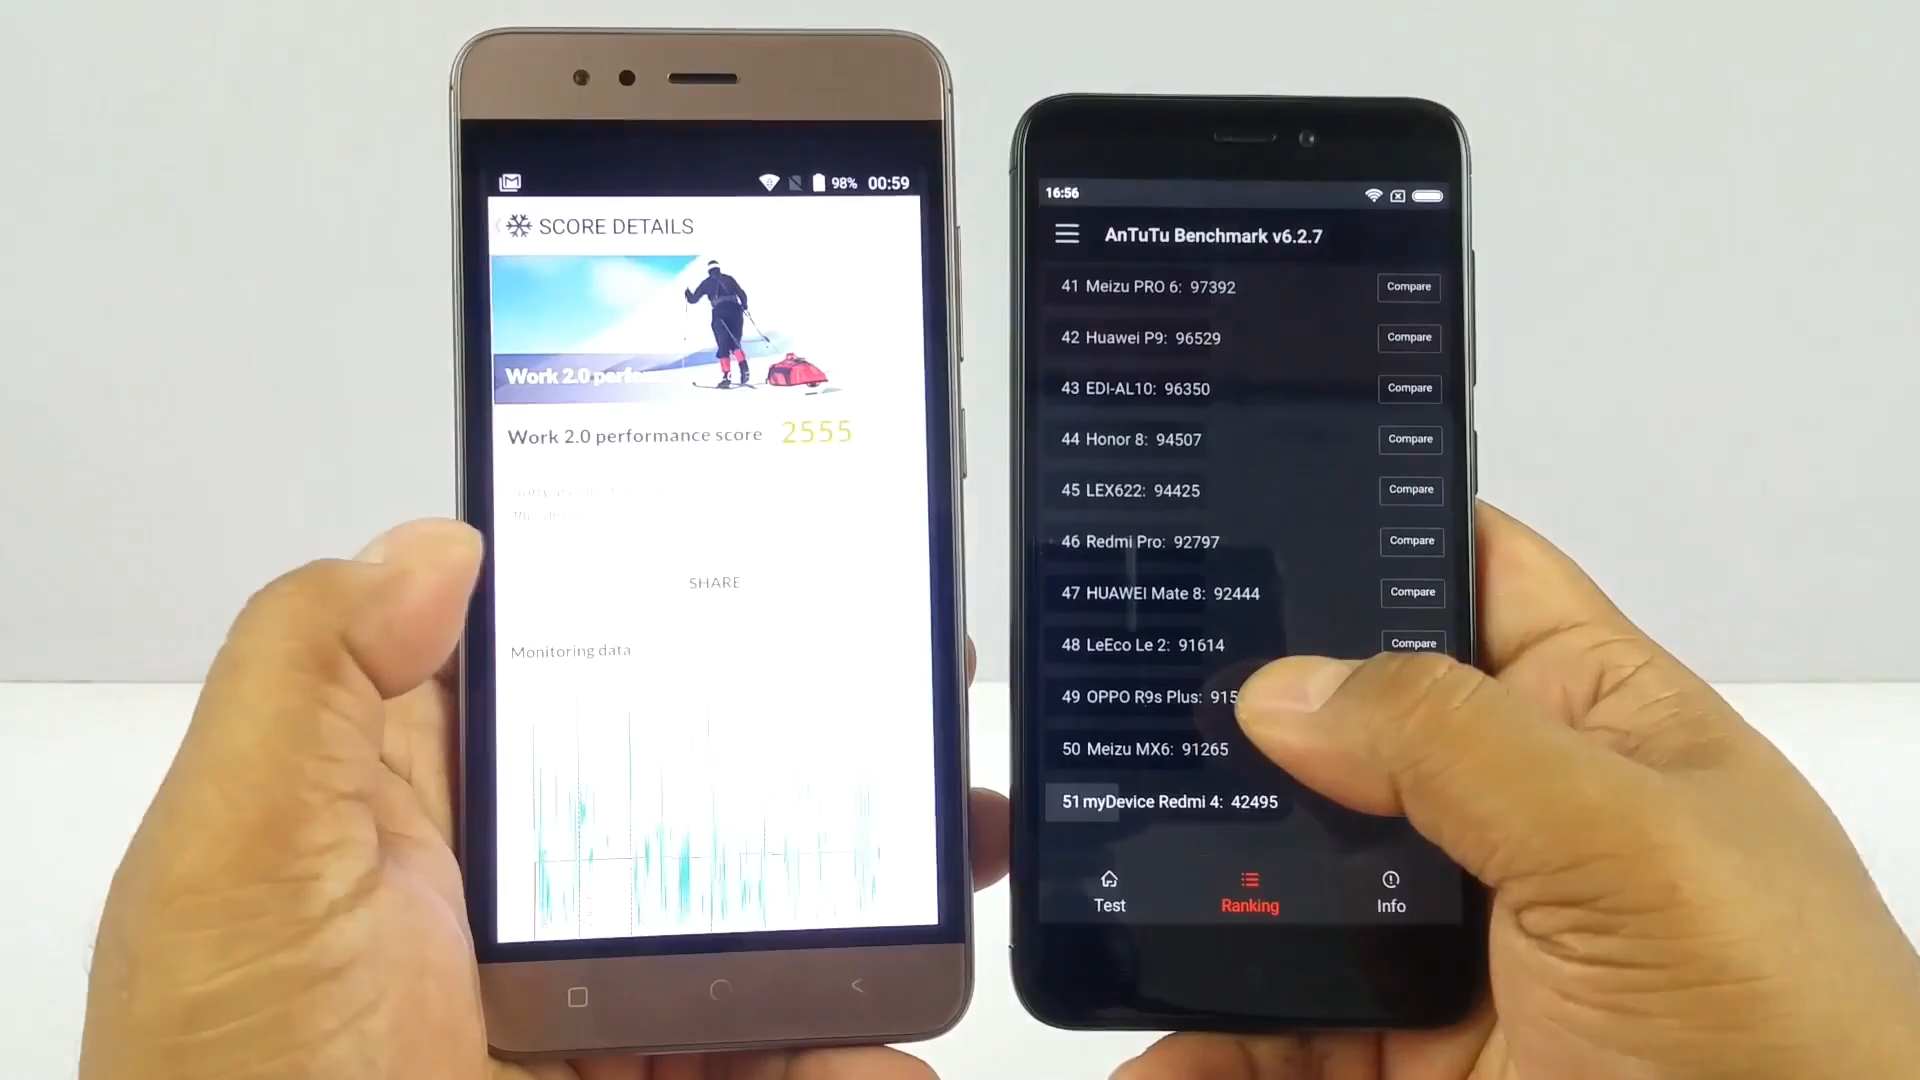 98% 00:59
SCORE DETAILS
Work 2.0
Work 2.0 performance score 2555
SHARE
Monitoring data
16:56
AnTuTu Benchmark v6.2.7
41 Meizu PRO 6: 97392 Compare
42 Huawei P9: 96529 Compare
43 EDI-AL10: 96350 Compare
44 Honor 8: 94507 Compare
45 LEX622: 94425 Compare
46 Redmi Pro: 92797 Compare
47 HUAWEI Mate 8: 92444 Compare
48 LeEco Le 2: 91614 Compare
49 OPPO R9s Plus: 915
50 Meizu MX6: 91265
51 myDevice Redmi 4: 42495
Test Ranking Info